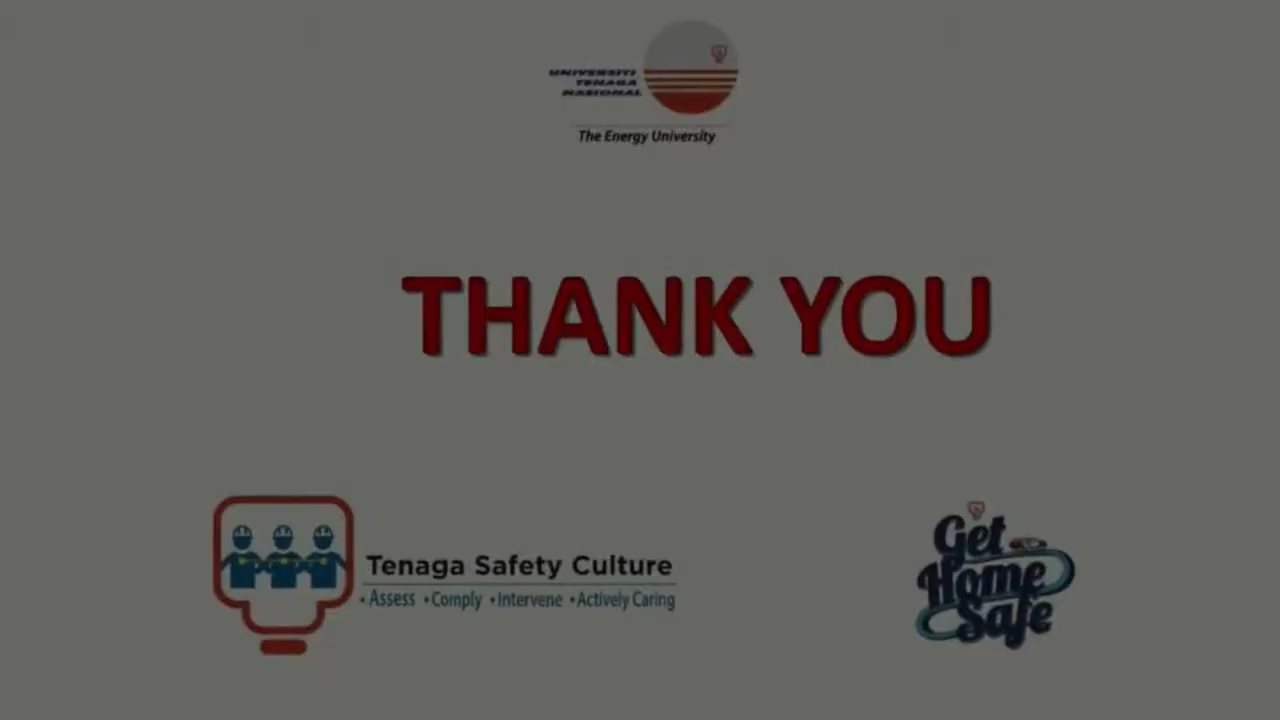 UNIVERSITI
TENAGA
NASIONAL
The Energy University
THANK YOU
Tenaga Safety Culture
•Assess •Comply •Intervene •Actively Caring
Get
Home
Safe